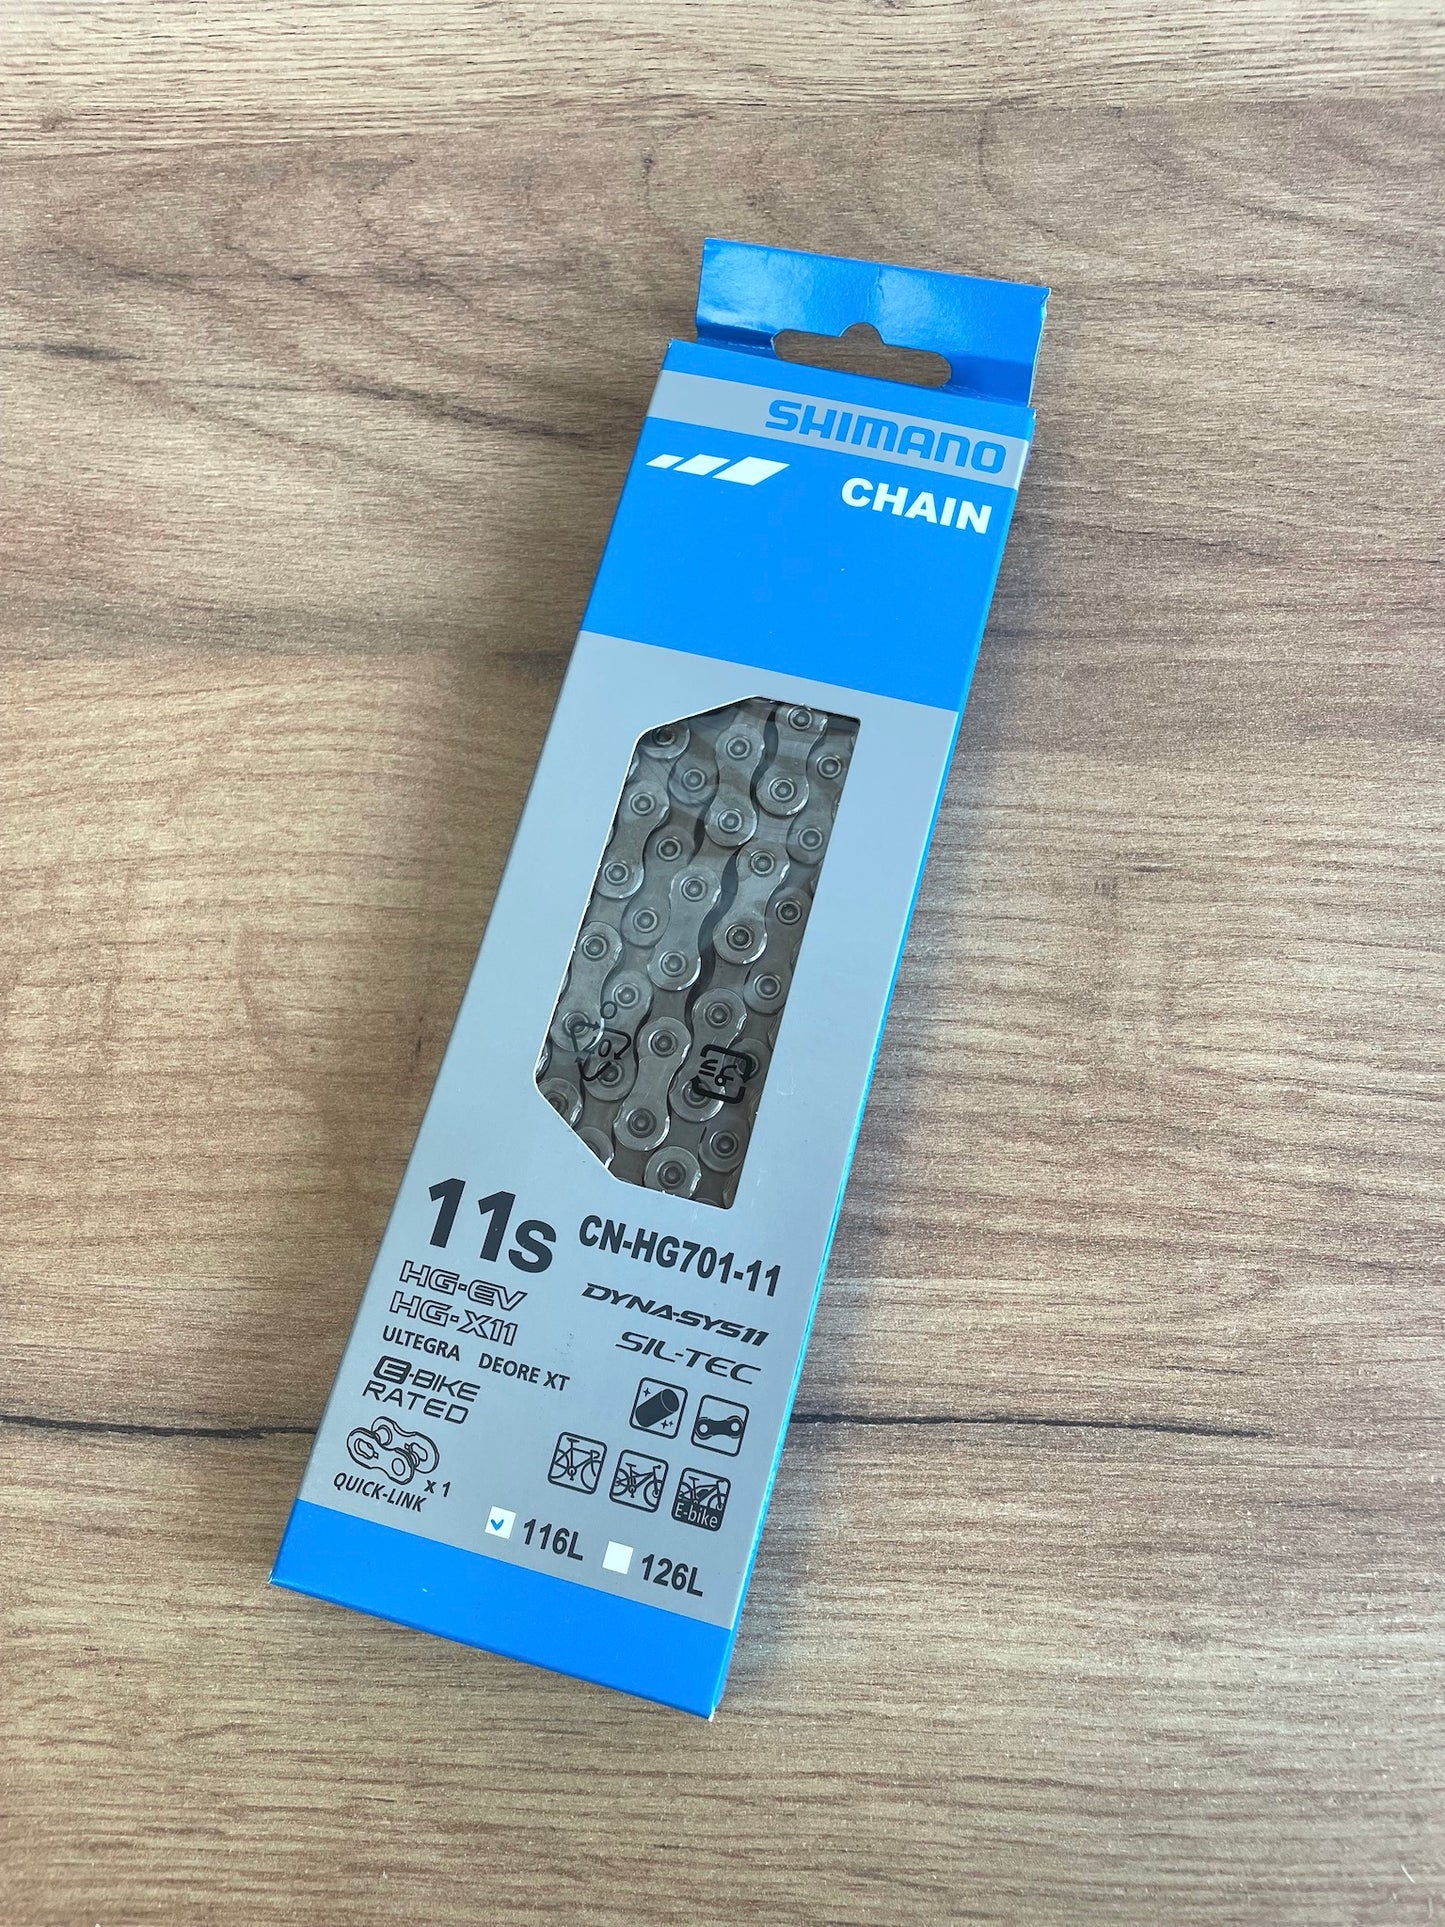 SHIMANO
CHAIN
11s CN-HG701-11
HG-EV DYNA-SYS11
HG-X11 SIL-TEC
ULTEGRA DEORE XT
E-BIKE
RATED
x 1
QUICK-LINK
E-bike
116L 126L